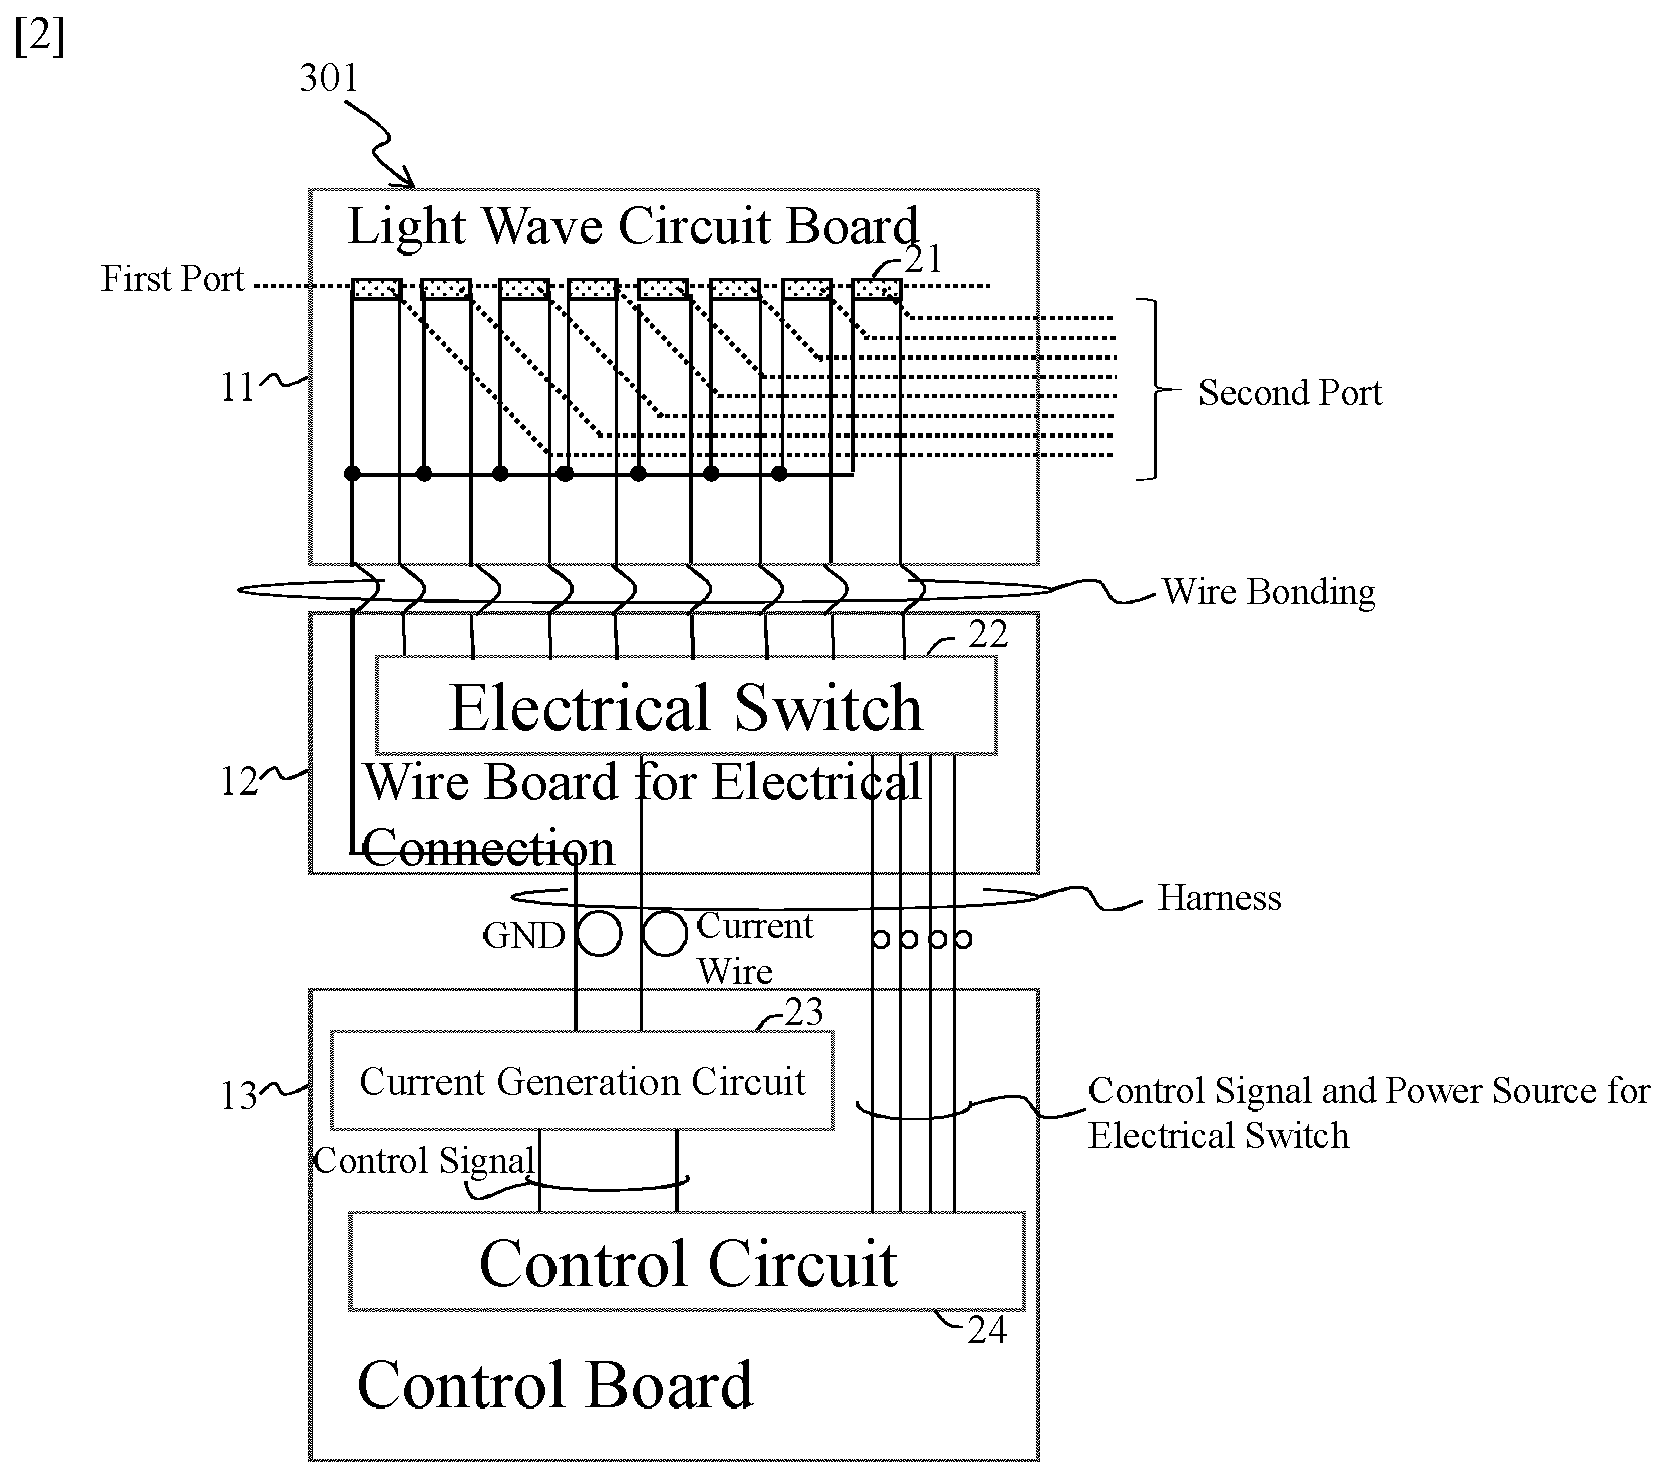 [2]
301
Light Wave Circuit Board
21
First Port
11
Second Port
Wire Bonding
22
Electrical Switch
12
Wire Board for Electrical
Connection
Harness
GND
Current
Wire
23
13
Current Generation Circuit
Control Signal and Power Source for
Electrical Switch
Control Signal
Control Circuit
24
Control Board